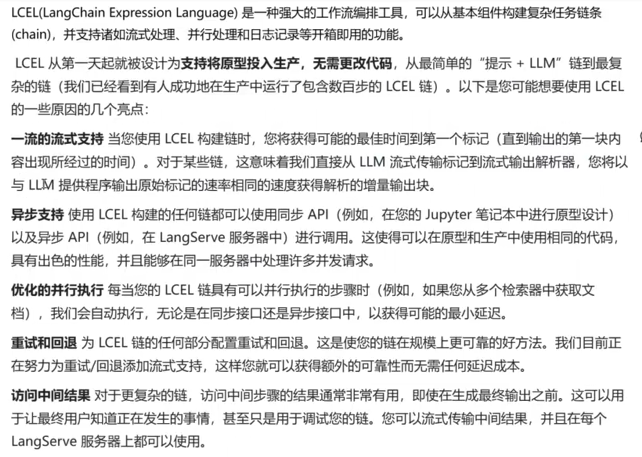 LCEL(LangChain Expression Language) 是一种强大的工作流编排工具，可以从基本组件构建复杂任务链条
(chain)，并支持诸如流式处理、并行处理和日志记录等开箱即用的功能。
LCEL 从第一天起就被设计为支持将原型投入生产，无需更改代码，从最简单的“提示 + LLM”链到最复
杂的链（我们已经看到有人成功地在生产中运行了包含数百步的 LCEL 链）。以下是您可能想要使用 LCEL
的一些原因的几个亮点：
一流的流式支持 当您使用 LCEL 构建链时，您将获得可能的最佳时间到第一个标记（直到输出的第一块内
容出现所经过的时间）。对于某些链，这意味着我们直接从 LLM 流式传输标记到流式输出解析器，您将以
与 LLM 提供程序输出原始标记的速率相同的速度获得解析的增量输出块。
异步支持 使用 LCEL 构建的任何链都可以使用同步 API（例如，在您的 Jupyter 笔记本中进行原型设计）
以及异步 API（例如，在 LangServe 服务器中）进行调用。这使得可以在原型和生产中使用相同的代码，
具有出色的性能，并且能够在同一服务器中处理许多并发请求。
优化的并行执行 每当您的 LCEL 链具有可以并行执行的步骤时（例如，如果您从多个检索器中获取文
档），我们会自动执行，无论是在同步接口还是异步接口中，以获得可能的最小延迟。
重试和回退 为 LCEL 链的任何部分配置重试和回退。这是使您的链在规模上更可靠的好方法。我们目前正
在努力为重试/回退添加流式支持，这样您就可以获得额外的可靠性而无需任何延迟成本。
访问中间结果 对于更复杂的链，访问中间步骤的结果通常非常有用，即使在生成最终输出之前。这可以用
于让最终用户知道正在发生的事情，甚至只是用于调试您的链。您可以流式传输中间结果，并且在每个
LangServe 服务器上都可以使用。